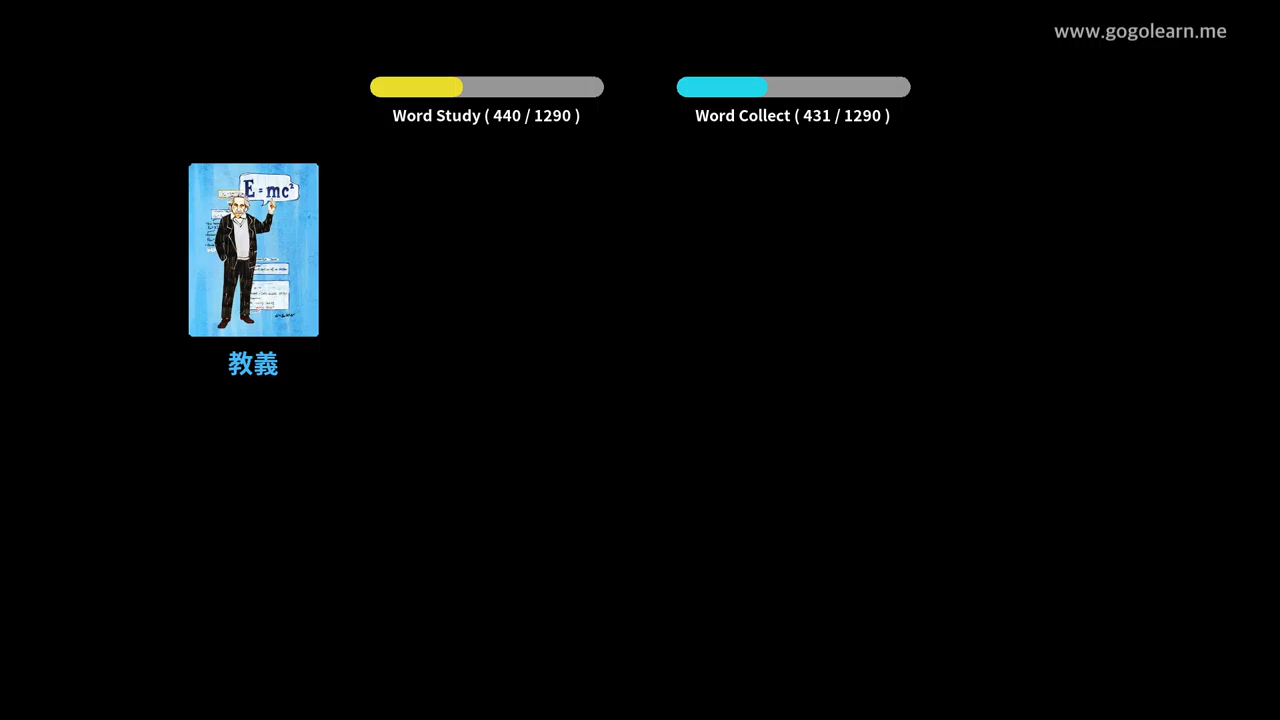 www.gogolearn.me
Word Study ( 440 / 1290 )
Word Collect ( 431 / 1290 )
E = mc²
教義